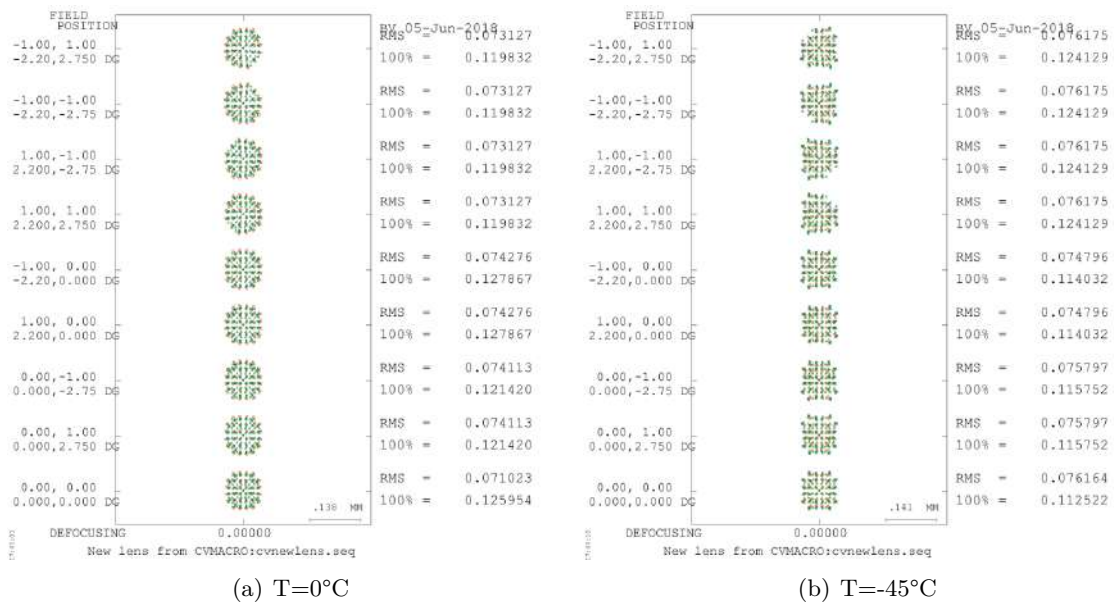 FIELD
POSITION
RV 05-Jun-2018
-1.00, 1.00
-2.20,2.750 DG
RMS = 0.073127
100% = 0.119832
-1.00,-1.00
-2.20,-2.75 DG
RMS = 0.073127
100% = 0.119832
1.00,-1.00
2.200,-2.75 DG
RMS = 0.073127
100% = 0.119832
1.00, 1.00
2.200,2.750 DG
RMS = 0.073127
100% = 0.119832
-1.00, 0.00
-2.20,0.000 DG
RMS = 0.074276
100% = 0.127867
1.00, 0.00
2.200,0.000 DG
RMS = 0.074276
100% = 0.127867
0.00,-1.00
0.000,-2.75 DG
RMS = 0.074113
100% = 0.121420
0.00, 1.00
0.000,2.750 DG
RMS = 0.074113
100% = 0.121420
0.00, 0.00
0.000,0.000 DG
RMS = 0.071023
100% = 0.125954
.138 MM
DEFOCUSING 0.00000
New lens from CVMACRO:cvnewlens.seq
(a) T=0°C
FIELD
POSITION
RV 05-Jun-2018
-1.00, 1.00
-2.20,2.750 DG
RMS = 0.076175
100% = 0.124129
-1.00,-1.00
-2.20,-2.75 DG
RMS = 0.076175
100% = 0.124129
1.00,-1.00
2.200,-2.75 DG
RMS = 0.076175
100% = 0.124129
1.00, 1.00
2.200,2.750 DG
RMS = 0.076175
100% = 0.124129
-1.00, 0.00
-2.20,0.000 DG
RMS = 0.074796
100% = 0.114032
1.00, 0.00
2.200,0.000 DG
RMS = 0.074796
100% = 0.114032
0.00,-1.00
0.000,-2.75 DG
RMS = 0.075797
100% = 0.115752
0.00, 1.00
0.000,2.750 DG
RMS = 0.075797
100% = 0.115752
0.00, 0.00
0.000,0.000 DG
RMS = 0.076164
100% = 0.112522
.141 MM
DEFOCUSING 0.00000
New lens from CVMACRO:cvnewlens.seq
(b) T=-45°C